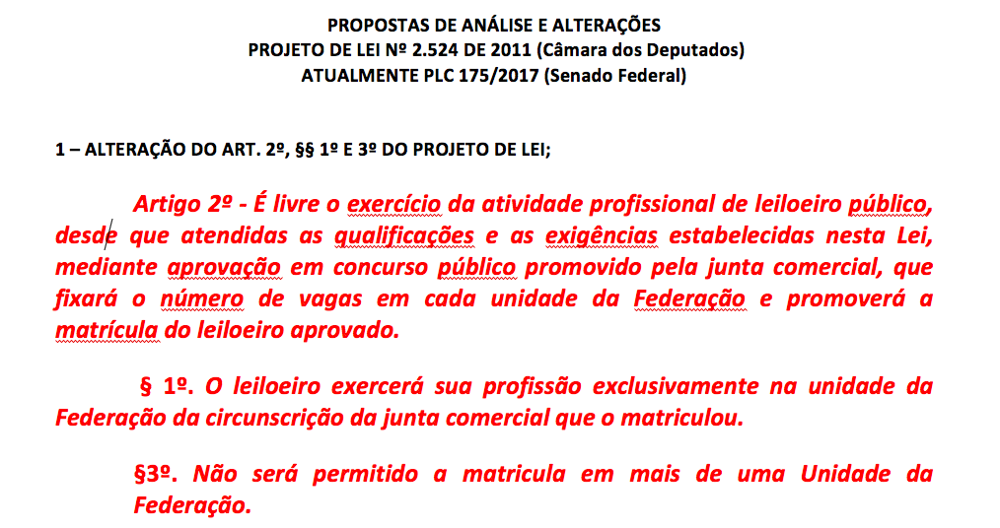 PROPOSTAS DE ANÁLISE E ALTERAÇÕES
PROJETO DE LEI Nº 2.524 DE 2011 (Câmara dos Deputados)
ATUALMENTE PLC 175/2017 (Senado Federal)
1 – ALTERAÇÃO DO ART. 2º, §§ 1º E 3º DO PROJETO DE LEI;
Artigo 2º - É livre o exercício da atividade profissional de leiloeiro público,
desde que atendidas as qualificações e as exigências estabelecidas nesta Lei,
mediante aprovação em concurso público promovido pela junta comercial, que
fixará o número de vagas em cada unidade da Federação e promoverá a
matrícula do leiloeiro aprovado.
§ 1º. O leiloeiro exercerá sua profissão exclusivamente na unidade da
Federação da circunscrição da junta comercial que o matriculou.
§3º. Não será permitido a matricula em mais de uma Unidade da
Federação.